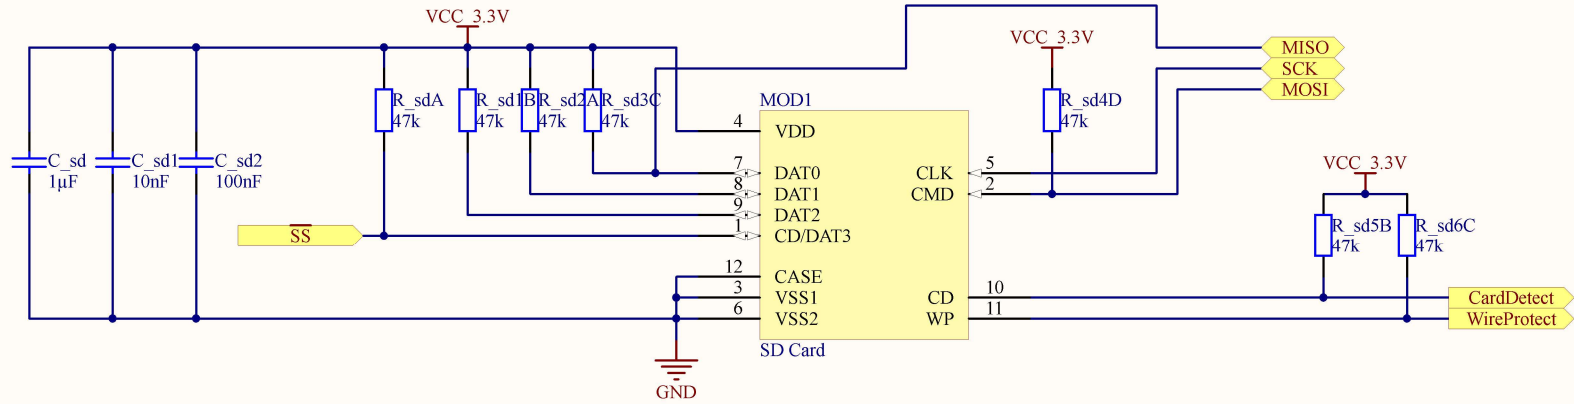 VCC_3.3V
VCC_3.3V
MISO
SCK
MOSI
R_sdA
47k
R_sd1B
47k
R_sd2A
R_sd3C
47k
MOD1
R_sd4D
47k
4
VDD
C_sd
1µF
C_sd1
10nF
C_sd2
100nF
7
DAT0
8
DAT1
9
DAT2
1
CD/DAT3
CLK
5
CMD
2
VCC_3.3V
SS
R_sd5B
47k
R_sd6C
47k
12
CASE
3
VSS1
6
VSS2
CD
10
WP
11
CardDetect
WireProtect
SD Card
GND